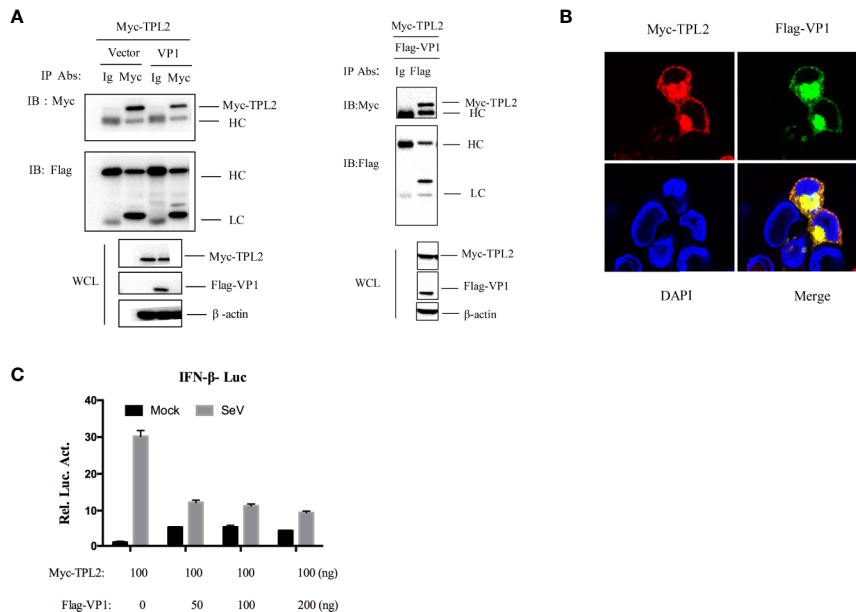 A
Myc-TPL2
Vector VP1
IP Abs: Ig Myc Ig Myc
IB : Myc
Myc-TPL2
HC
IB: Flag
HC
LC
WCL
Myc-TPL2
Flag-VP1
β -actin
Myc-TPL2
Flag-VP1
IP Abs: Ig Flag
IB:Myc
Myc-TPL2
HC
IB:Flag
HC
LC
WCL
Myc-TPL2
Flag-VP1
β-actin
B
Myc-TPL2 Flag-VP1
DAPI Merge
C
IFN-β- Luc
Mock SeV
Rel. Luc. Act.
40
30
20
10
0
Myc-TPL2: 100 100 100 100 (ng)
Flag-VP1: 0 50 100 200 (ng)